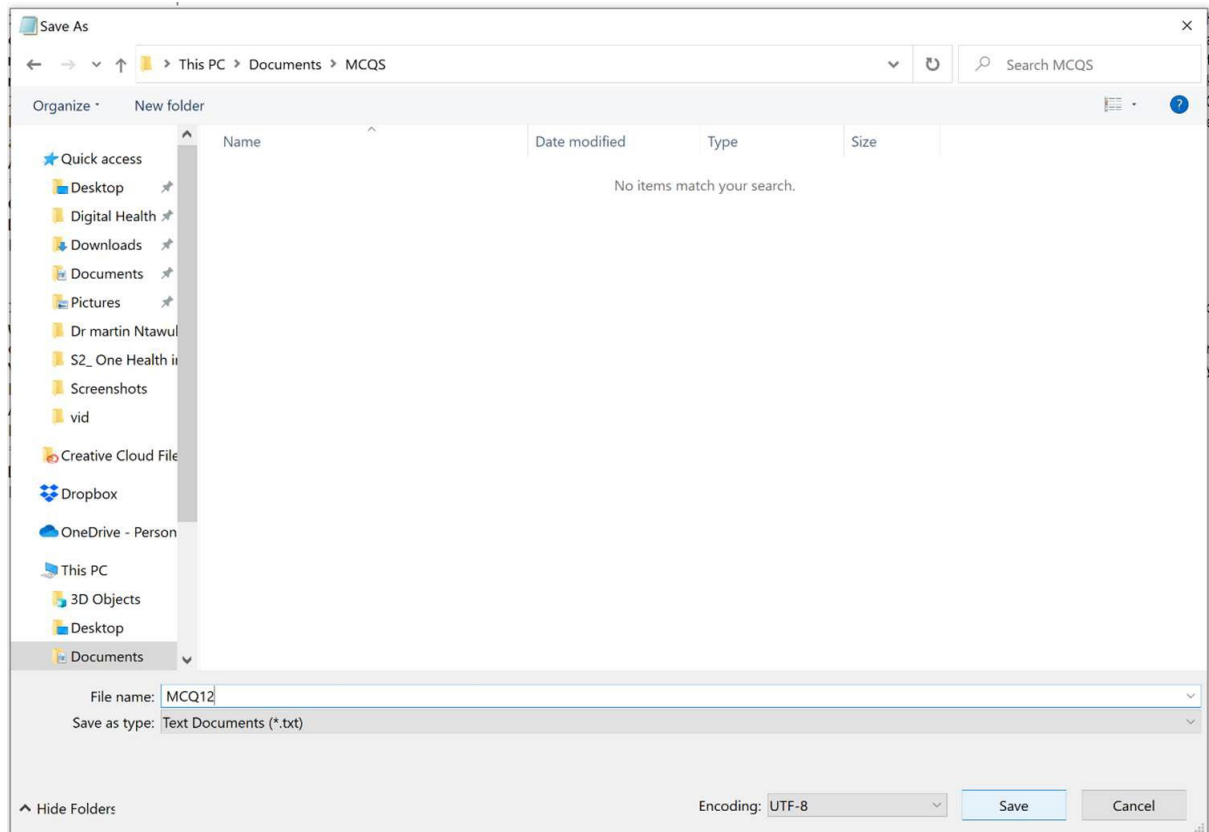 Save As
This PC > Documents > MCQS
Search MCQS
Organize
New folder
Name
Date modified
Type
Size
Quick access
No items match your search.
Desktop
Digital Health
Downloads
Documents
Pictures
Dr martin Ntawul
S2_ One Health i
Screenshots
vid
Creative Cloud File
Dropbox
OneDrive - Person
This PC
3D Objects
Desktop
Documents
File name: MCQ12
Save as type: Text Documents (*.txt)
Hide Folders
Encoding: UTF-8
Save
Cancel